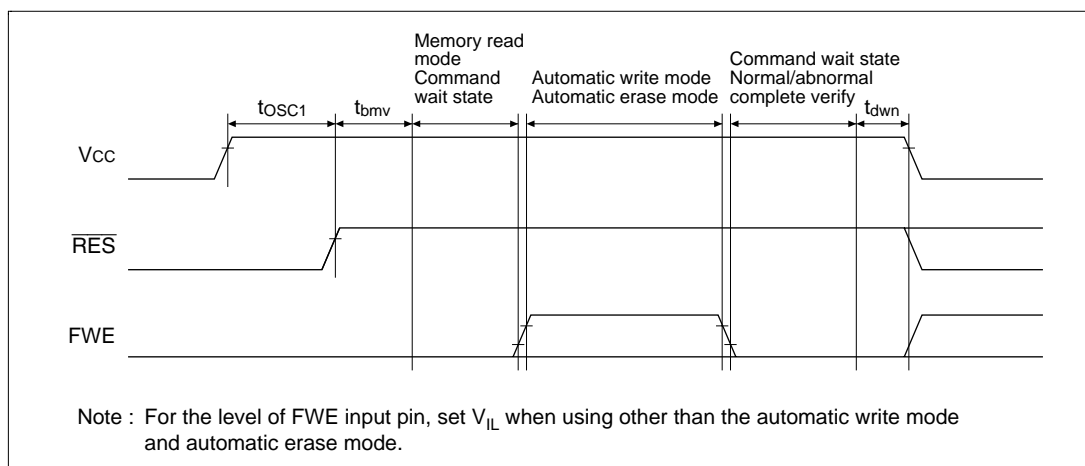 Memory read
mode
Command
wait state
Automatic write mode
Automatic erase mode
Command wait state
Normal/abnormal
complete verify
tOSC1
tbmv
tdwn
VCC
RES
FWE
Note : For the level of FWE input pin, set VIL when using other than the automatic write mode
and automatic erase mode.